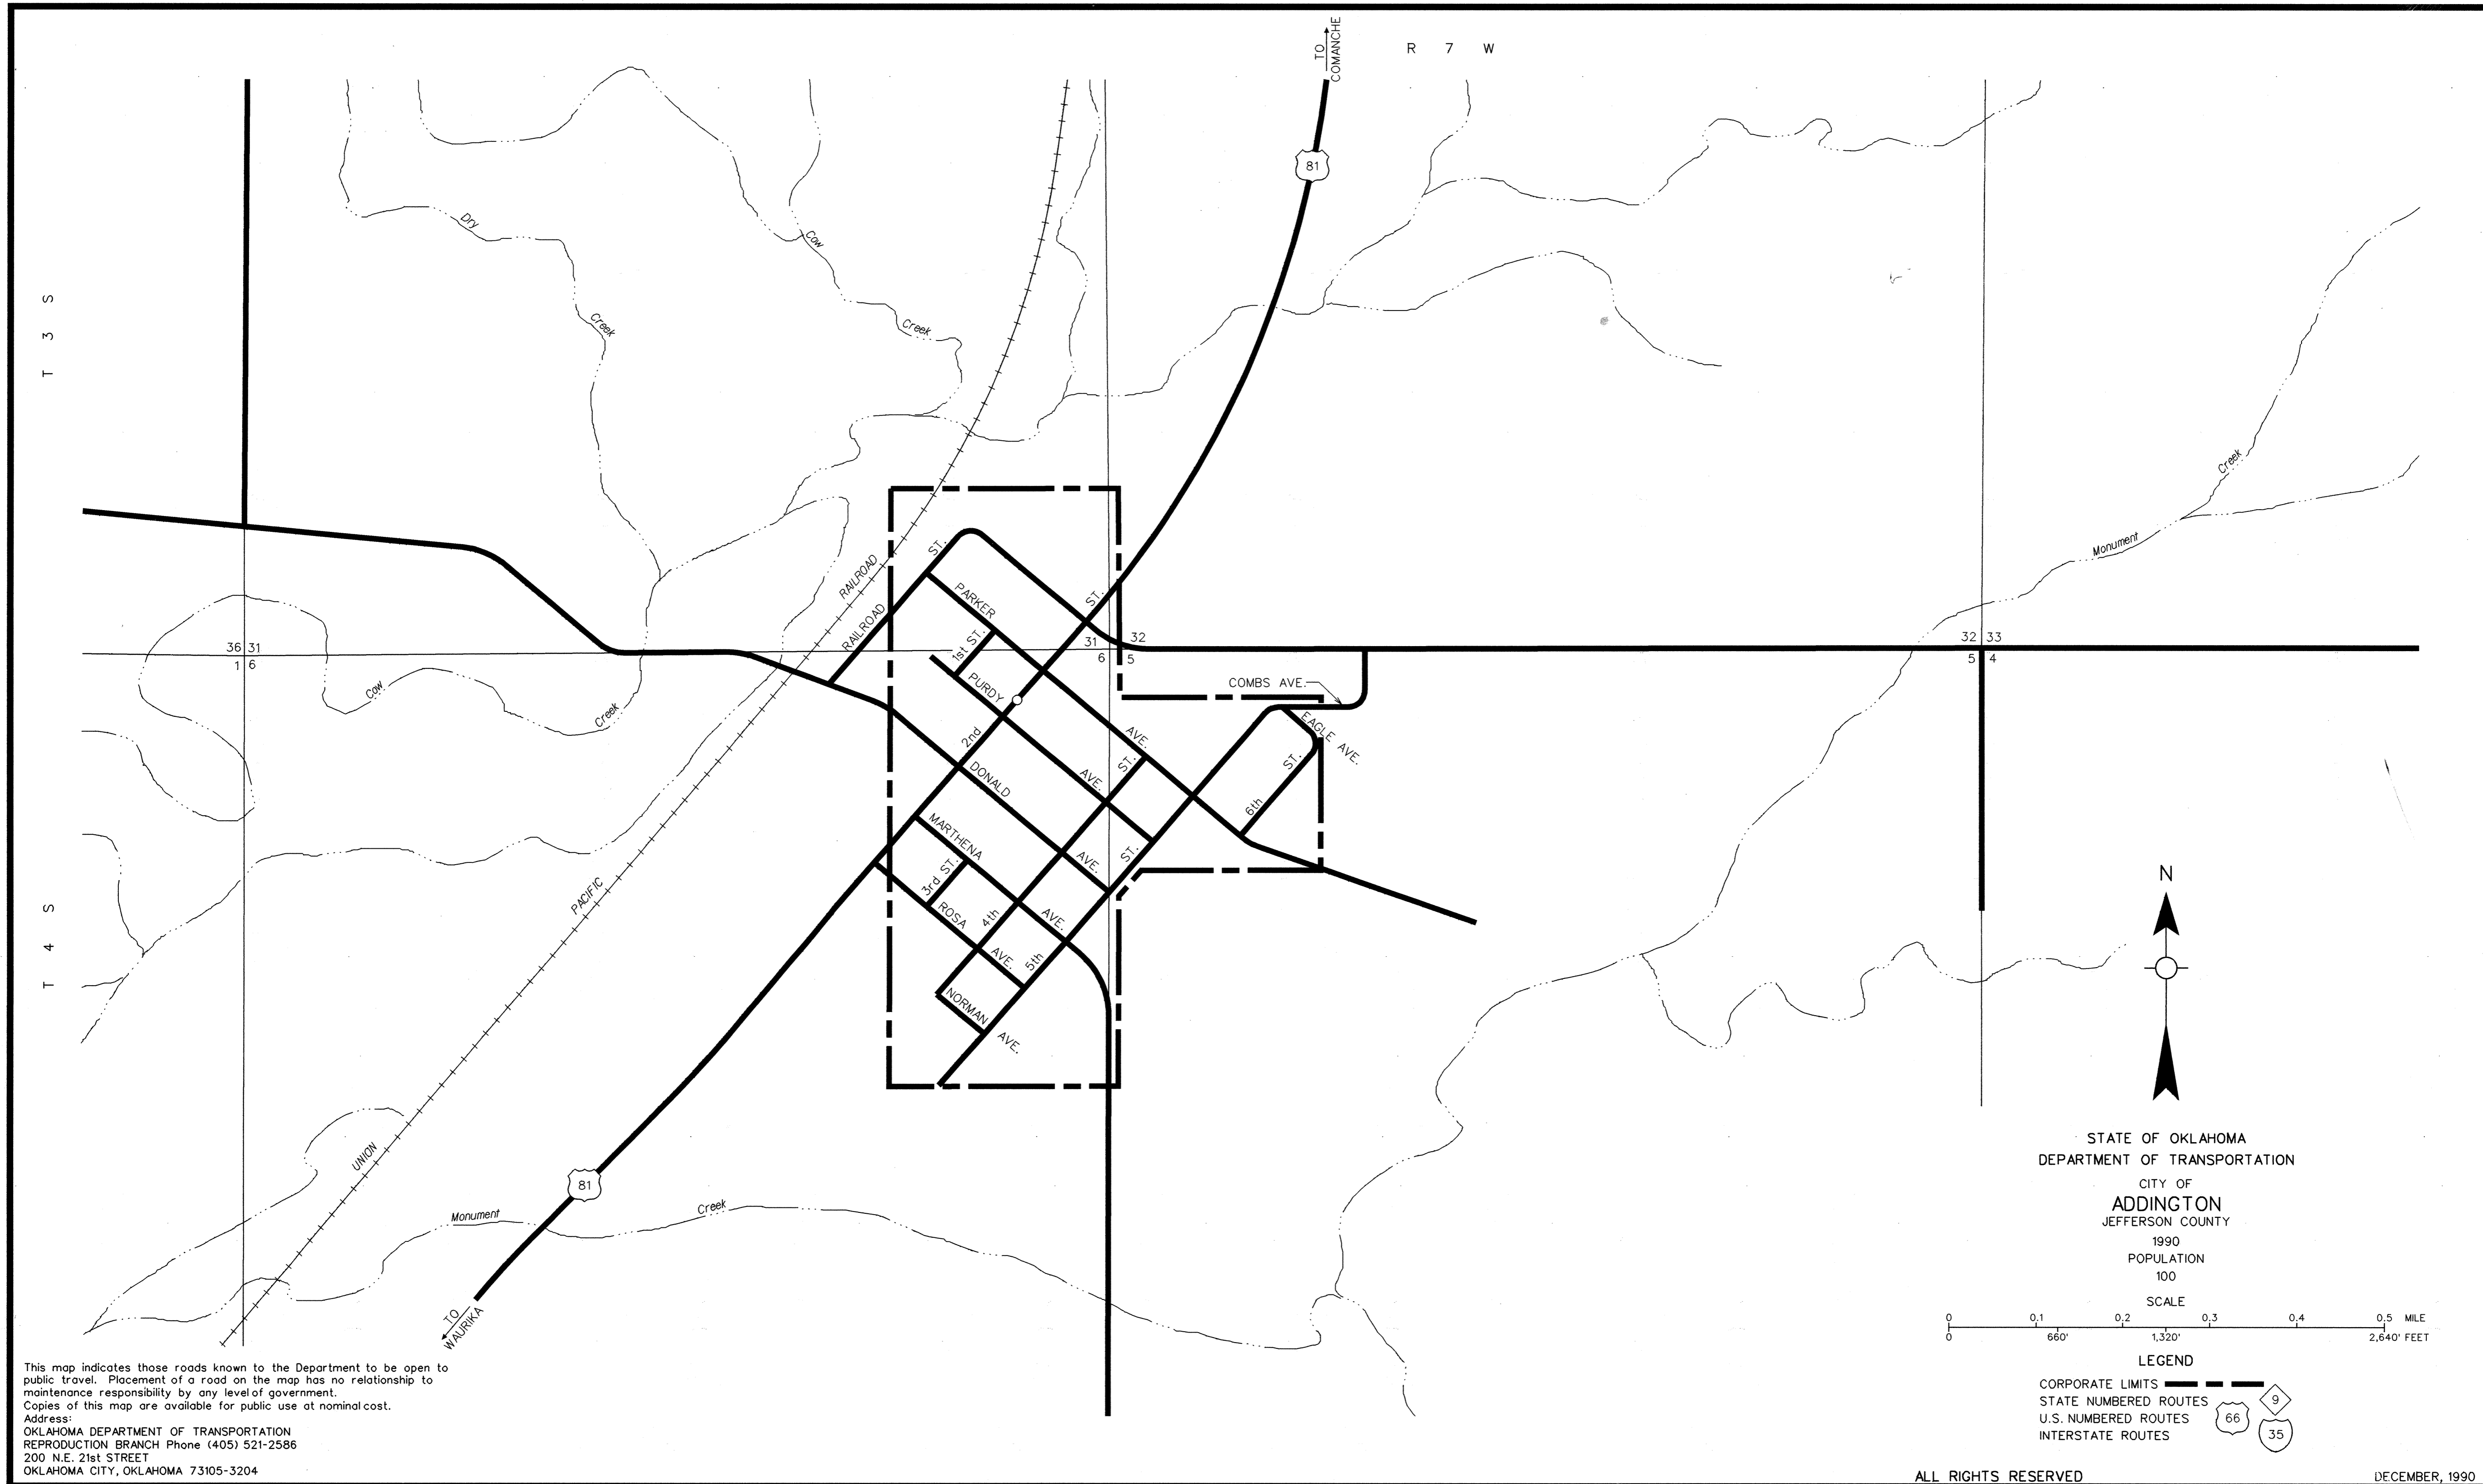 TO
COMANCHE
R 7 W
81
Dry
Cow
T 3 S
Creek
Creek
Creek
Monument
RAILROAD
ST.
PARKER
ST.
RAILROAD
1st ST.
36 31
1 6
31 32
6 5
32 33
5 4
COMBS AVE.
PURDY
Cow
Creek
EAGLE AVE.
2nd
AVE.
ST.
ST.
DONALD
AVE.
6th
MARTHENA
AVE.
ST.
3rd ST.
PACIFIC
ROSA
4th
AVE.
T 4 S
AVE.
5th
NORMAN
AVE.
N
UNION
81
Monument
Creek
TO
WAURIKA
STATE OF OKLAHOMA
DEPARTMENT OF TRANSPORTATION
CITY OF
ADDINGTON
JEFFERSON COUNTY
1990
POPULATION
100
SCALE
0 0.1 0.2 0.3 0.4 0.5 MILE
0 660' 1,320' 2,640' FEET
LEGEND
CORPORATE LIMITS
STATE NUMBERED ROUTES 9
U.S. NUMBERED ROUTES 66
INTERSTATE ROUTES 35
This map indicates those roads known to the Department to be open to
public travel. Placement of a road on the map has no relationship to
maintenance responsibility by any level of government.
Copies of this map are available for public use at nominal cost.
Address:
OKLAHOMA DEPARTMENT OF TRANSPORTATION
REPRODUCTION BRANCH Phone (405) 521-2586
200 N.E. 21st STREET
OKLAHOMA CITY, OKLAHOMA 73105-3204
ALL RIGHTS RESERVED
DECEMBER, 1990